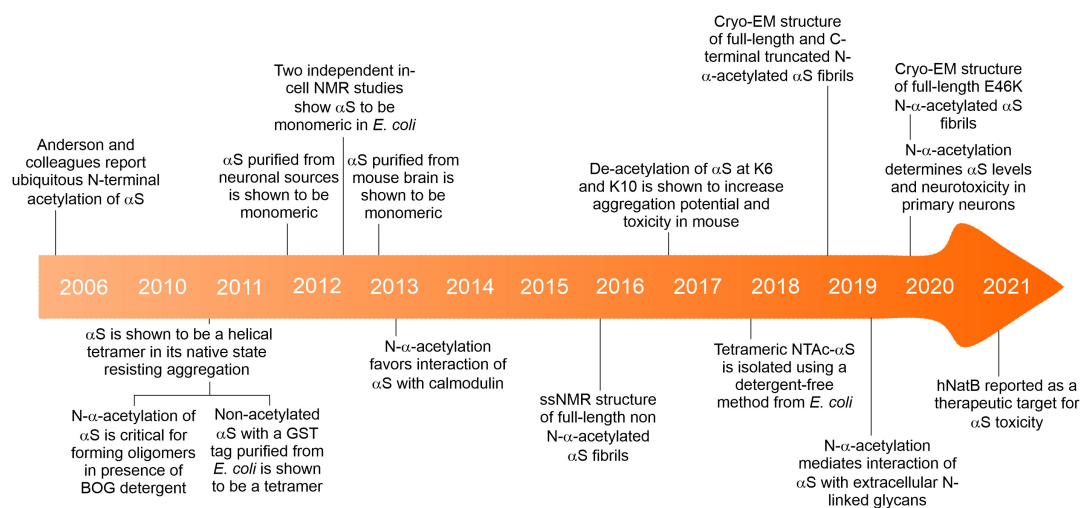 Anderson and
colleagues report
ubiquitous N-terminal
acetylation of αS
Two independent in-
cell NMR studies
show αS to be
monomeric in E. coli
αS purified from
neuronal sources
is shown to be
monomeric
αS purified from
mouse brain is
shown to be
monomeric
De-acetylation of αS at K6
and K10 is shown to increase
aggregation potential and
toxicity in mouse
Cryo-EM structure
of full-length and C-
terminal truncated N-
α-acetylated αS fibrils
Cryo-EM structure
of full-length E46K
N-α-acetylated αS
fibrils
N-α-acetylation
determines αS levels
and neurotoxicity in
primary neurons
2006 2010 2011 2012 2013 2014 2015 2016 2017 2018 2019 2020 2021
αS is shown to be a helical
tetramer in its native state
resisting aggregation
N-α-acetylation of
αS is critical for
forming oligomers
in presence of
BOG detergent
Non-acetylated
αS with a GST
tag purified from
E. coli is shown
to be a tetramer
N-α-acetylation
favors interaction of
αS with calmodulin
ssNMR structure
of full-length non
N-α-acetylated
αS fibrils
Tetrameric NTAc-αS
is isolated using a
detergent-free
method from E. coli
N-α-acetylation
mediates interaction of
αS with extracellular N-
linked glycans
hNatB reported as a
therapeutic target for
αS toxicity